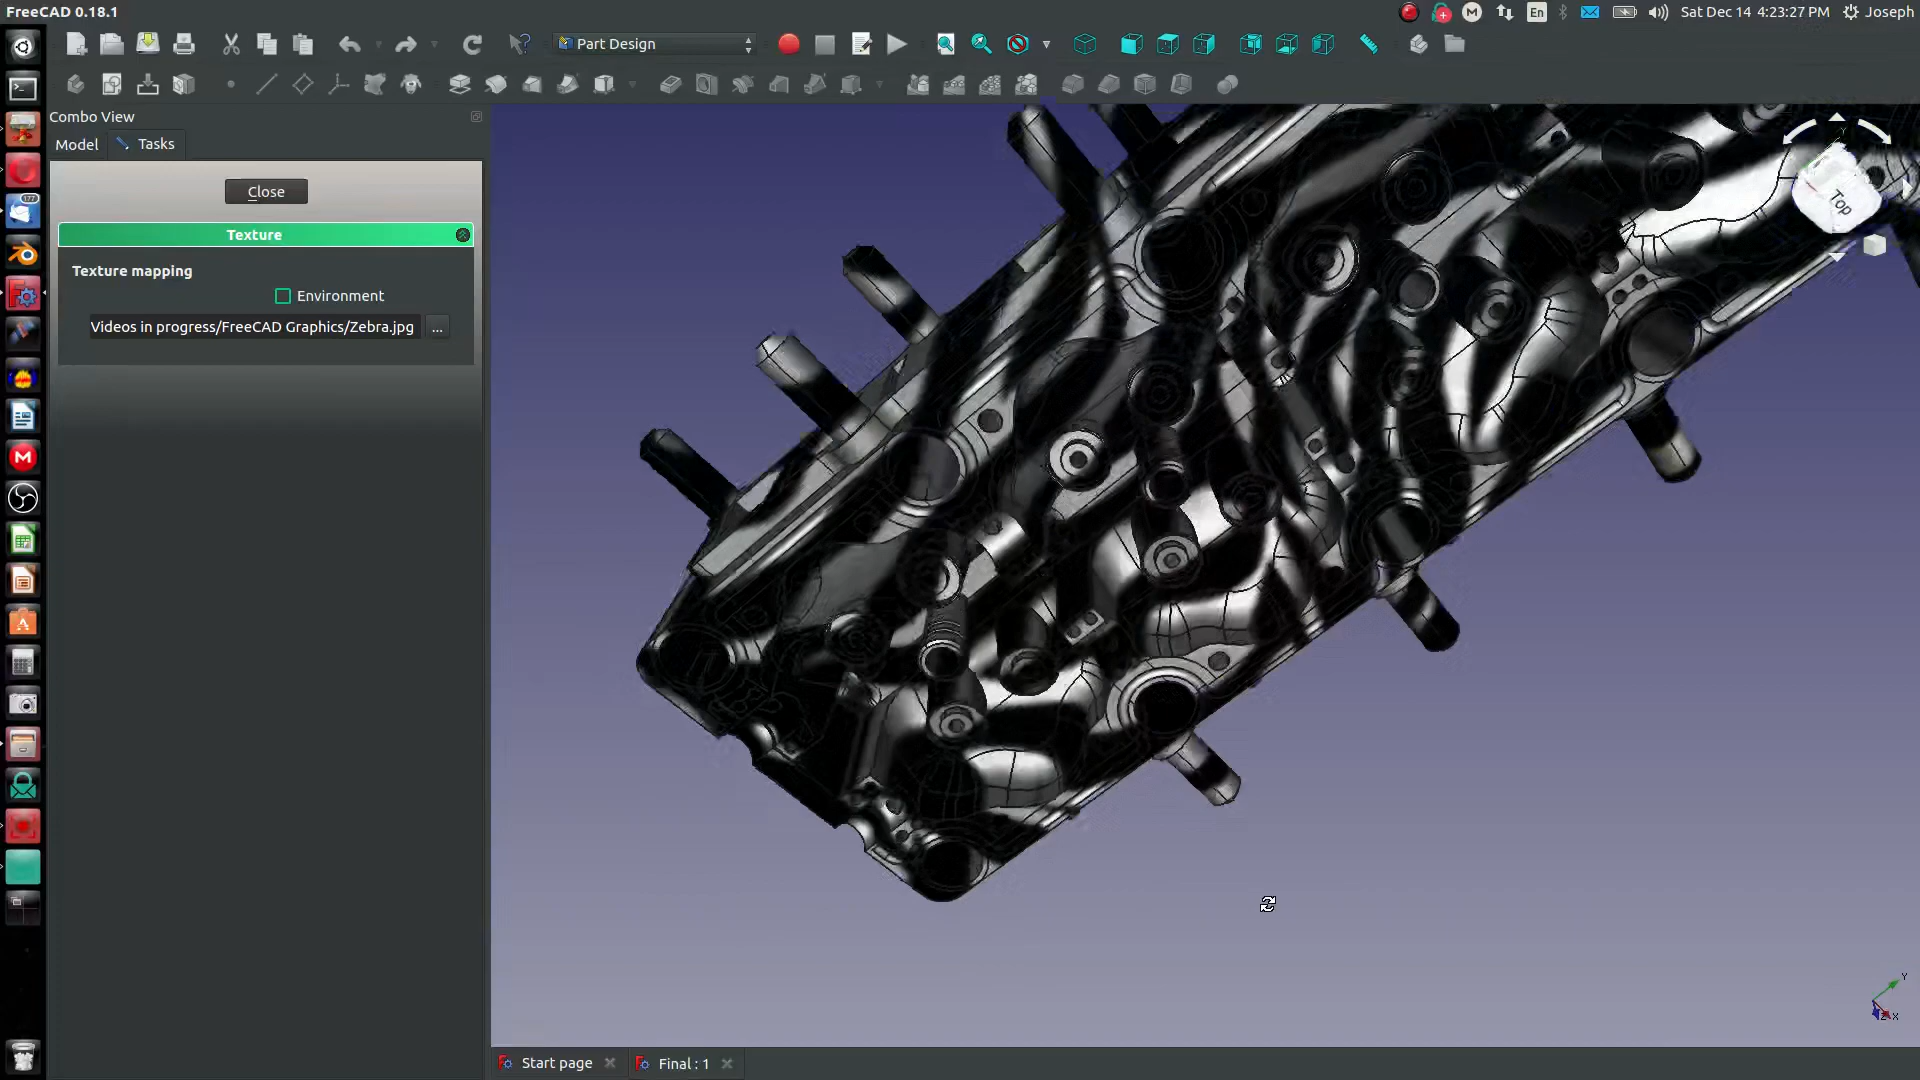 FreeCAD 0.18.1
En
Sat Dec 14 4:23:27 PM
Joseph
Part Design
Combo View
Model
Tasks
Close
Texture
Texture mapping
Environment
Videos in progress/FreeCAD Graphics/Zebra.jpg
...
Top
Y
Z
X
177
Start page
Final : 1